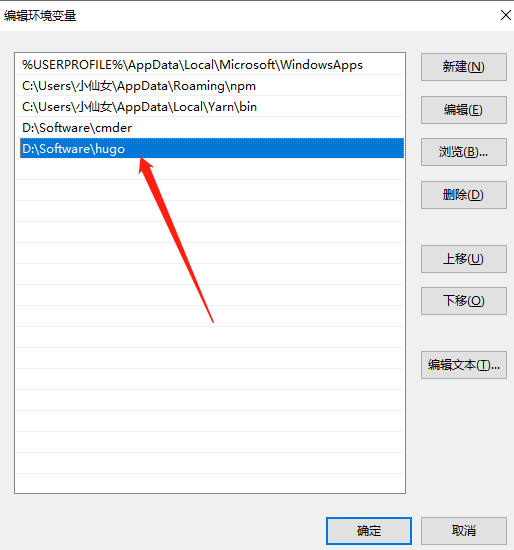 编辑环境变量
%USERPROFILE%\AppData\Local\Microsoft\WindowsApps
C:\Users\小仙女\AppData\Roaming\npm
C:\Users\小仙女\AppData\Local\Yarn\bin
D:\Software\cmder
D:\Software\hugo
新建(N)
编辑(E)
浏览(B)...
删除(D)
上移(U)
下移(O)
编辑文本(T)...
确定
取消